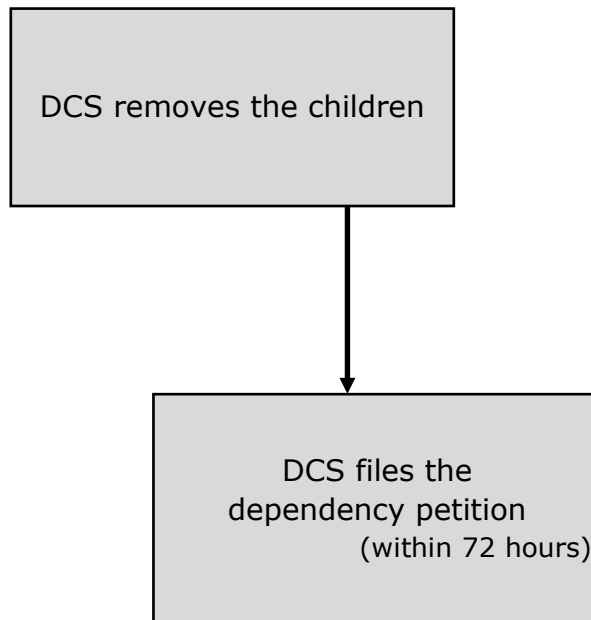 DCS removes the children
DCS files the
dependency petition
(within 72 hours)